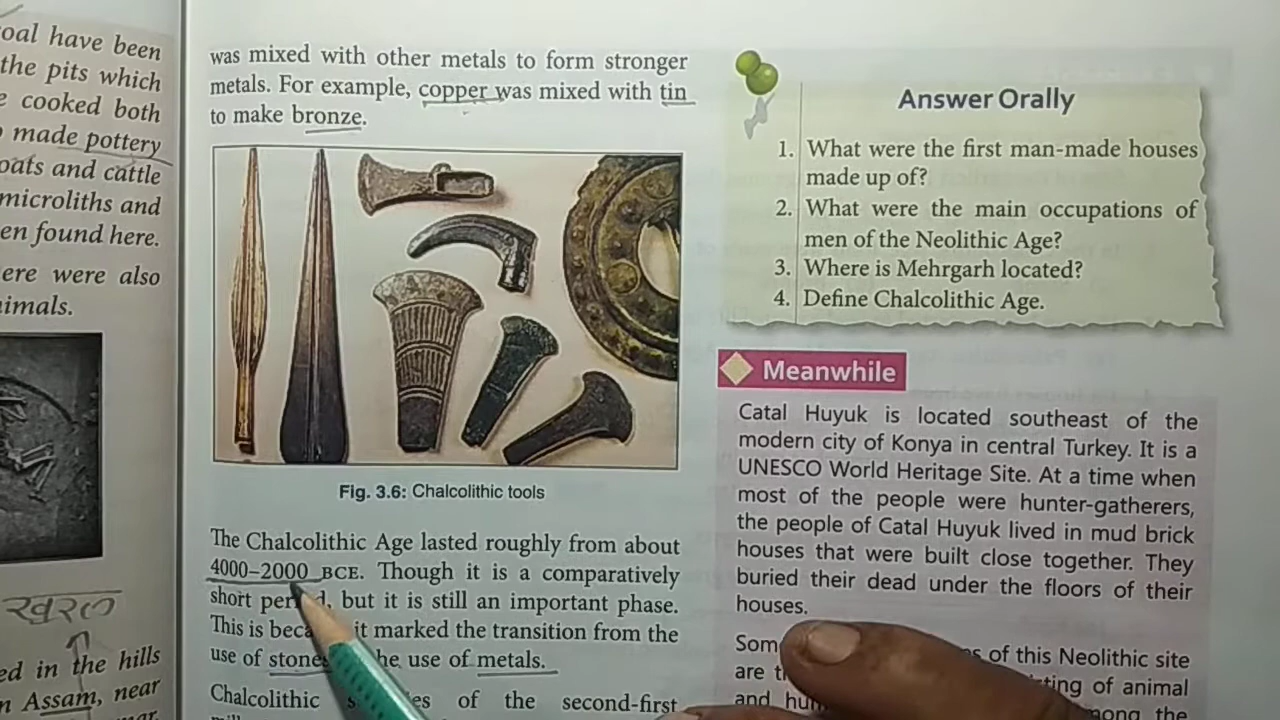 oal have been
the pits which
cooked both
made pottery
oats and cattle
microliths and
en found here.
ere were also
imals.
खरल
ed in the hills
Assam, near
was mixed with other metals to form stronger
metals. For example, copper was mixed with tin
to make bronze.
Fig. 3.6: Chalcolithic tools
The Chalcolithic Age lasted roughly from about
4000–2000 BCE. Though it is a comparatively
short period, but it is still an important phase.
This is beca it marked the transition from the
use of stone he use of metals.
Chalcolithic es of the second-first
Answer Orally
1. What were the first man-made houses
made up of?
2. What were the main occupations of
men of the Neolithic Age?
3. Where is Mehrgarh located?
4. Define Chalcolithic Age.
Meanwhile
Catal Huyuk is located southeast of the
modern city of Konya in central Turkey. It is a
UNESCO World Heritage Site. At a time when
most of the people were hunter-gatherers,
the people of Catal Huyuk lived in mud brick
houses that were built close together. They
buried their dead under the floors of their
houses.
Som of this Neolithic site
are ting of animal
and hum mong the